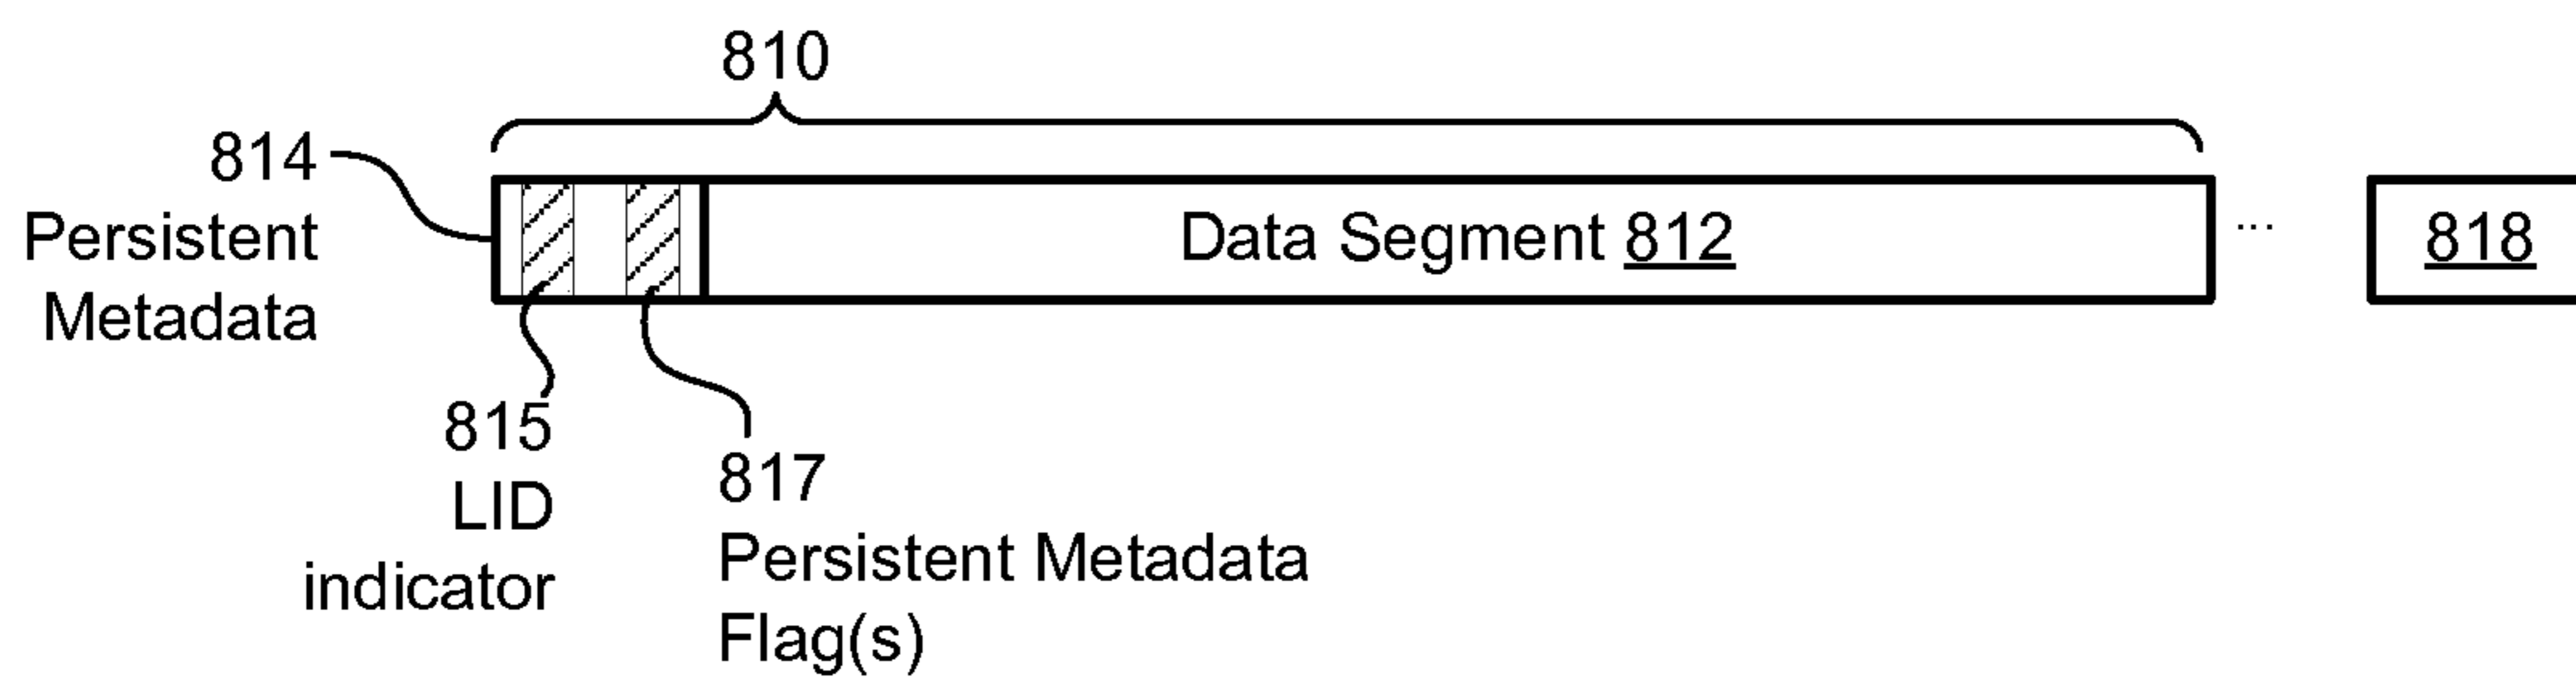 810
814
Persistent
Metadata
Data Segment 812
...
818
815
LID
indicator
817
Persistent Metadata
Flag(s)